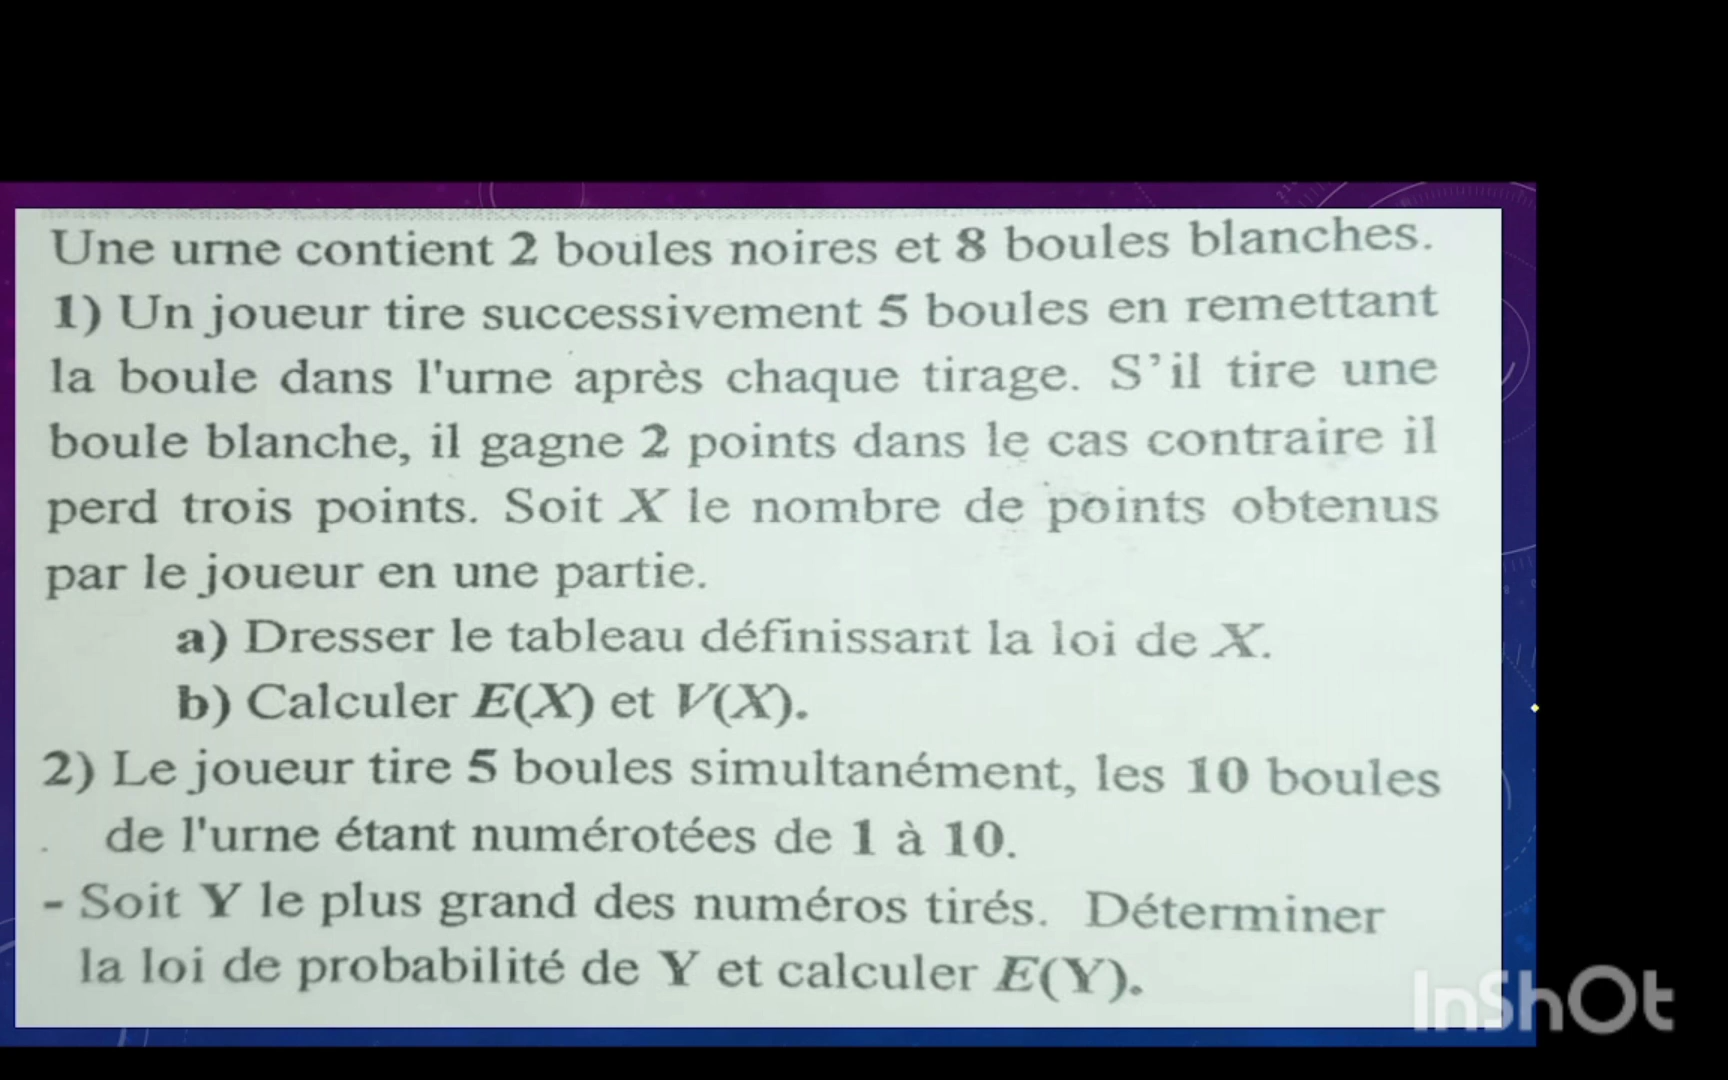 Une urne contient 2 boules noires et 8 boules blanches.
1) Un joueur tire successivement 5 boules en remettant
la boule dans l'urne après chaque tirage. S'il tire une
boule blanche, il gagne 2 points dans le cas contraire il
perd trois points. Soit X le nombre de points obtenus
par le joueur en une partie.
a) Dresser le tableau définissant la loi de X.
b) Calculer E(X) et V(X).
2) Le joueur tire 5 boules simultanément, les 10 boules
de l'urne étant numérotées de 1 à 10.
- Soit Y le plus grand des numéros tirés. Déterminer
la loi de probabilité de Y et calculer E(Y).
InShOt